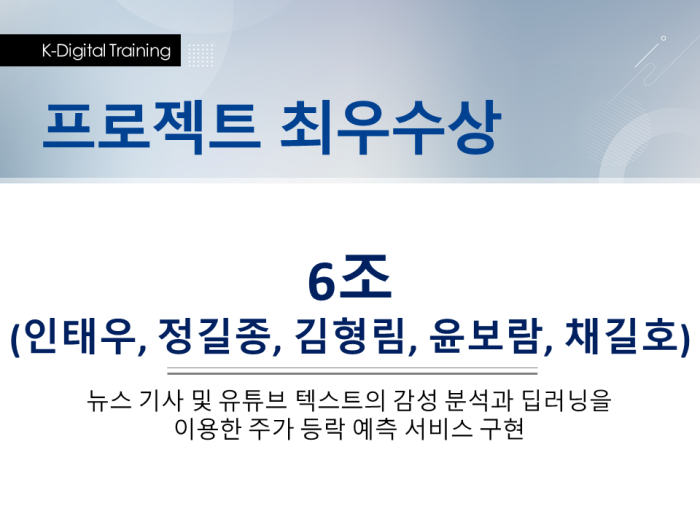 K-Digital Training
프로젝트 최우수상
6조
(인태우, 정길종, 김형림, 윤보람, 채길호)
뉴스 기사 및 유튜브 텍스트의 감성 분석과 딥러닝을
이용한 주가 등락 예측 서비스 구현